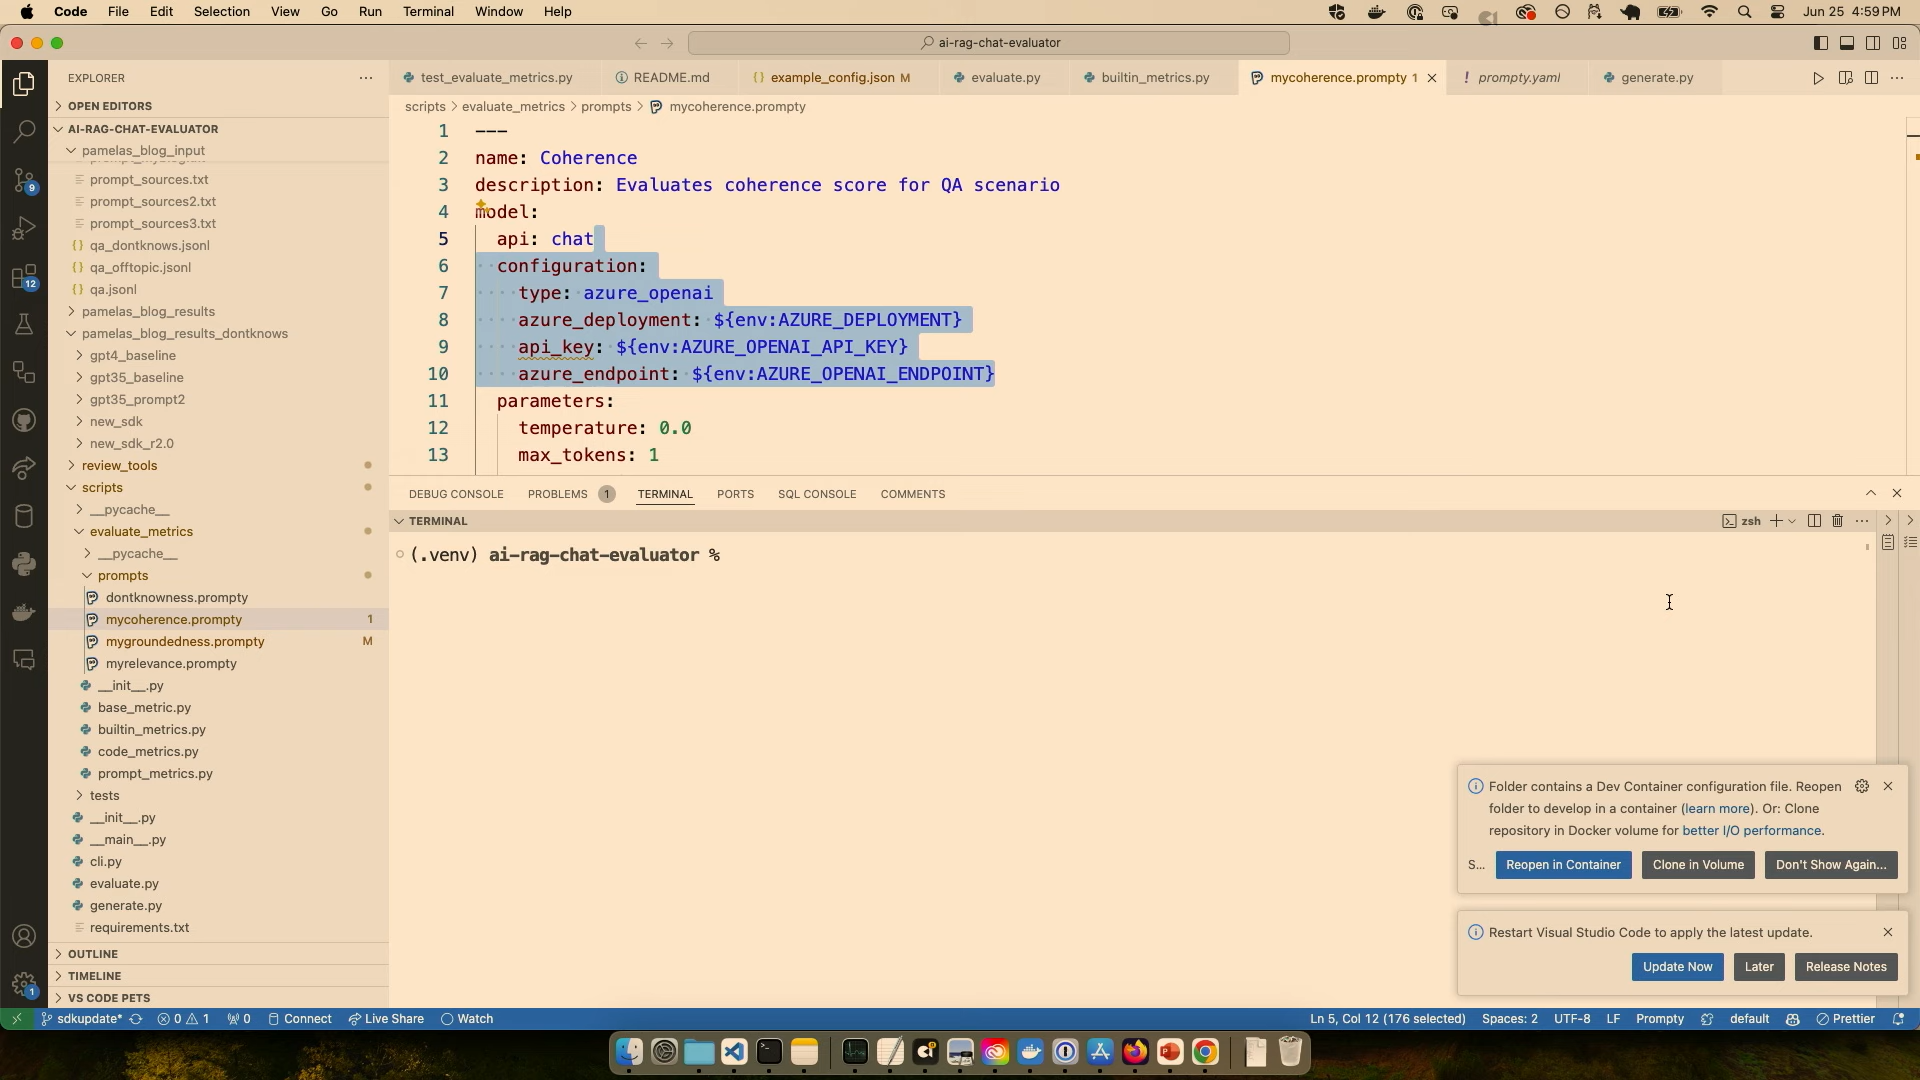 Code File Edit Selection View Go Run Terminal Window Help Jun 25 4:59 PM
ai-rag-chat-evaluator
EXPLORER
OPEN EDITORS
AI-RAG-CHAT-EVALUATOR
pamelas_blog_input
prompt_sources.txt
prompt_sources2.txt
prompt_sources3.txt
qa_dontknows.jsonl
qa_offtopic.jsonl
qa.jsonl
pamelas_blog_results
pamelas_blog_results_dontknows
gpt4_baseline
gpt35_baseline
gpt35_prompt2
new_sdk
new_sdk_r2.0
review_tools
scripts
__pycache__
evaluate_metrics
__pycache__
prompts
dontknowness.prompty
mycoherence.prompty 1
mygroundedness.prompty M
myrelevance.prompty
__init__.py
base_metric.py
builtin_metrics.py
code_metrics.py
prompt_metrics.py
tests
__init__.py
__main__.py
cli.py
evaluate.py
generate.py
requirements.txt
OUTLINE
TIMELINE
VS CODE PETS
9
12
1
test_evaluate_metrics.py README.md example_config.json M evaluate.py builtin_metrics.py mycoherence.prompty 1 prompty.yaml generate.py
scripts > evaluate_metrics > prompts > mycoherence.prompty
1 ---
2 name: Coherence
3 description: Evaluates coherence score for QA scenario
4 model:
5 api: chat
6 configuration:
7 type: azure_openai
8 azure_deployment: ${env:AZURE_DEPLOYMENT}
9 api_key: ${env:AZURE_OPENAI_API_KEY}
10 azure_endpoint: ${env:AZURE_OPENAI_ENDPOINT}
11 parameters:
12 temperature: 0.0
13 max_tokens: 1
DEBUG CONSOLE PROBLEMS 1 TERMINAL PORTS SQL CONSOLE COMMENTS
TERMINAL zsh
(.venv) ai-rag-chat-evaluator %
Folder contains a Dev Container configuration file. Reopen
folder to develop in a container (learn more). Or: Clone
repository in Docker volume for better I/O performance.
S... Reopen in Container Clone in Volume Don't Show Again...
Restart Visual Studio Code to apply the latest update.
Update Now Later Release Notes
sdkupdate* 0 1 0 Connect Live Share Watch Ln 5, Col 12 (176 selected) Spaces: 2 UTF-8 LF Prompty default Prettier